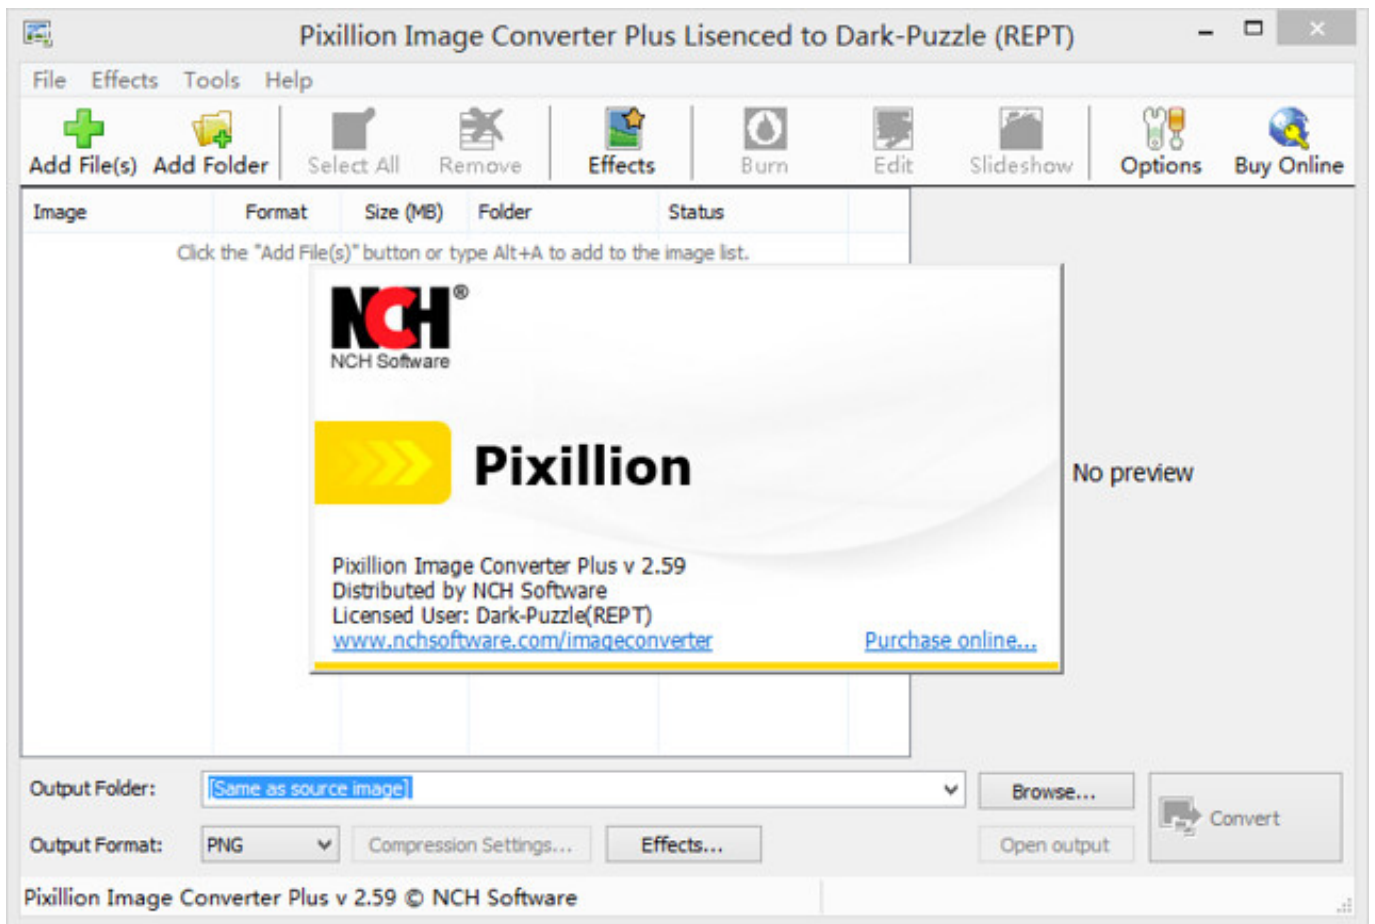 Pixillion Image Converter Plus Lisenced to Dark-Puzzle (REPT)
File Effects Tools Help
Add File(s) Add Folder Select All Remove Effects Burn Edit Slideshow Options Buy Online
Image Format Size (MB) Folder Status
Click the "Add File(s)" button or type Alt+A to add to the image list.
NCH®
NCH Software
Pixillion
No preview
Pixillion Image Converter Plus v 2.59
Distributed by NCH Software
Licensed User: Dark-Puzzle(REPT)
www.nchsoftware.com/imageconverter Purchase online...
Output Folder: [Same as source image] Browse...
Convert
Output Format: PNG Compression Settings... Effects... Open output
Pixillion Image Converter Plus v 2.59 © NCH Software